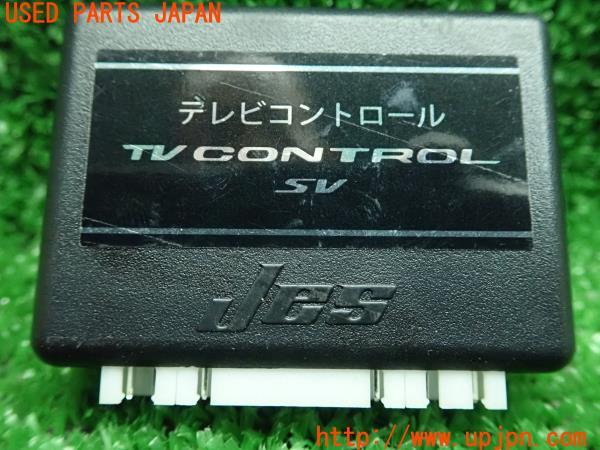 USED PARTS JAPAN
テレビコントロール
TV CONTROL
SV
Jes
http://www.upjpn.com